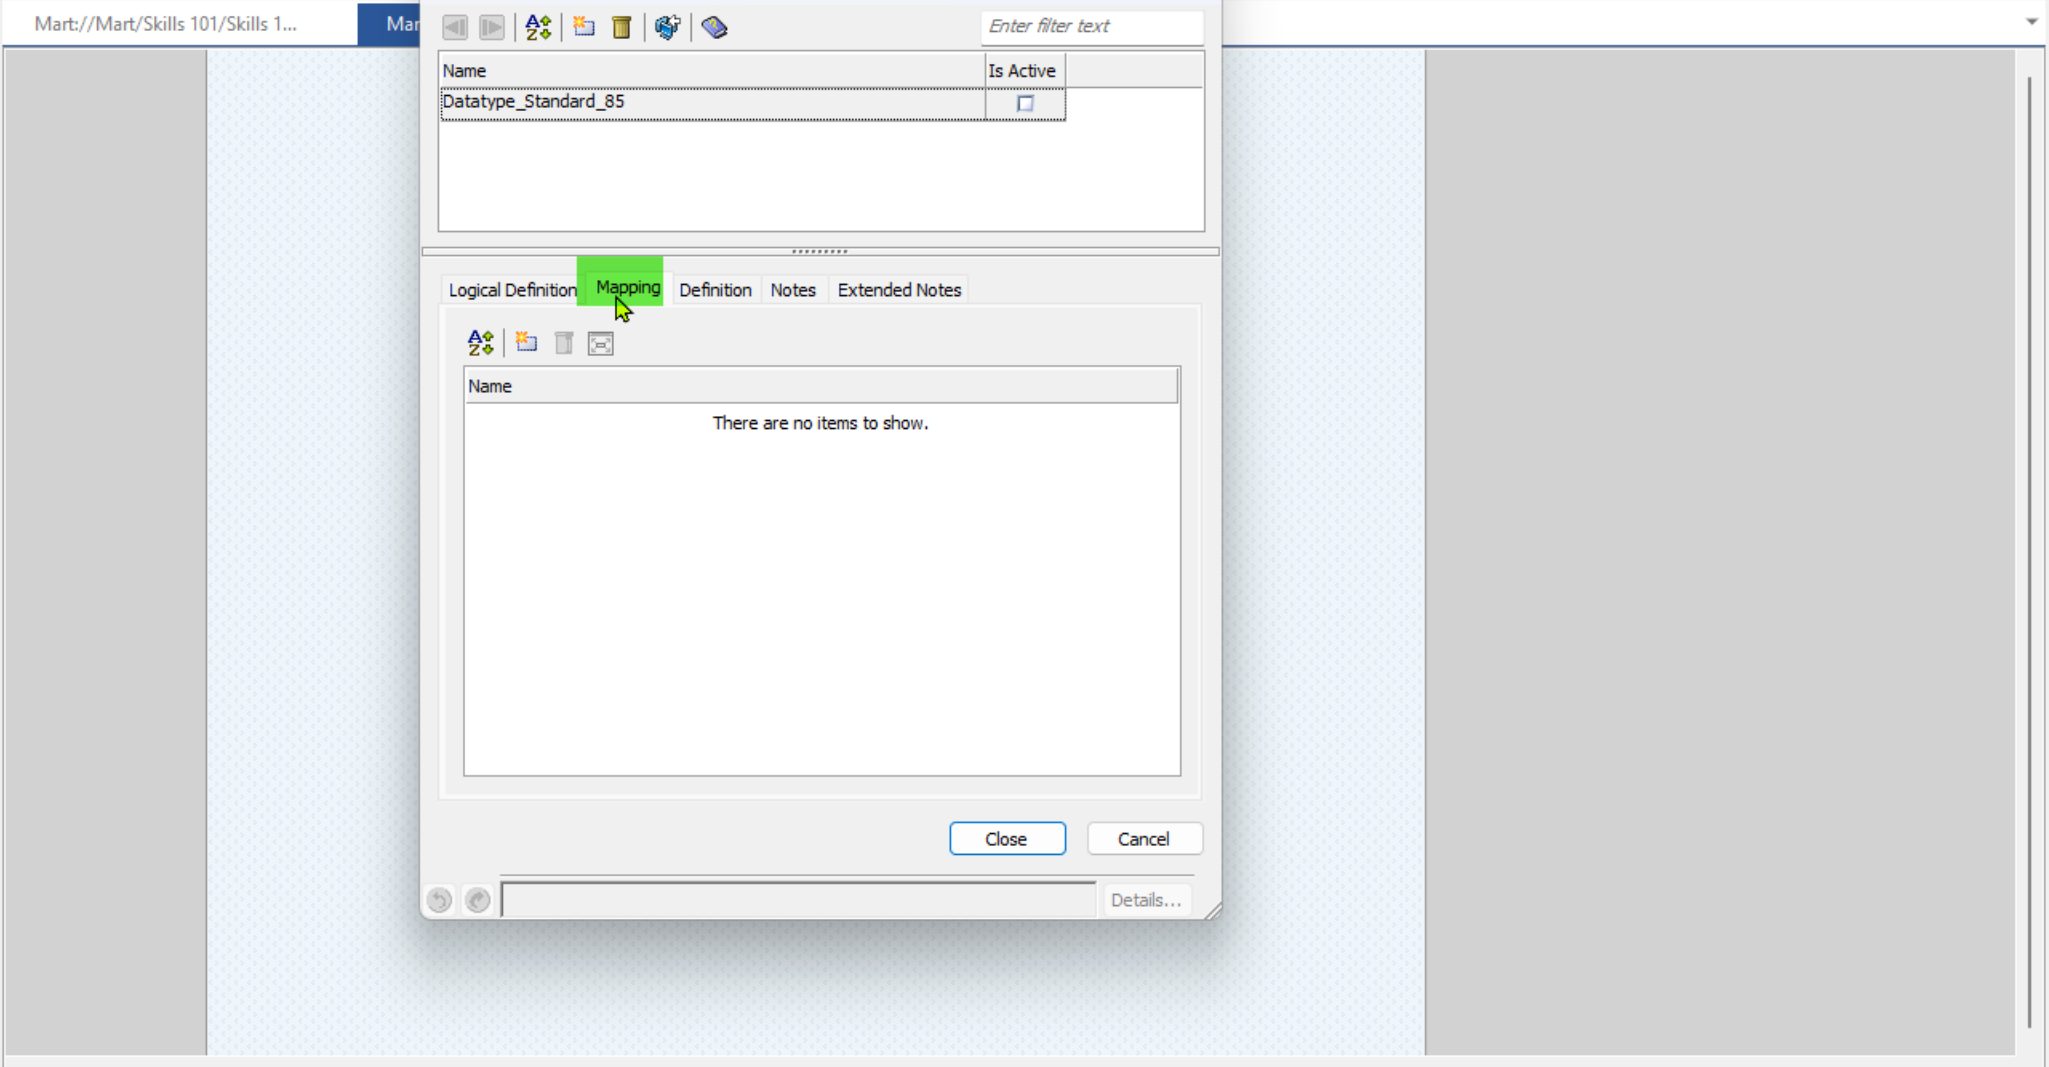 Mart://Mart/Skills 101/Skills 1...
Mar
Enter filter text
Name Is Active
Datatype_Standard_85
Logical Definition Mapping Definition Notes Extended Notes
Name
There are no items to show.
Close Cancel
Details...